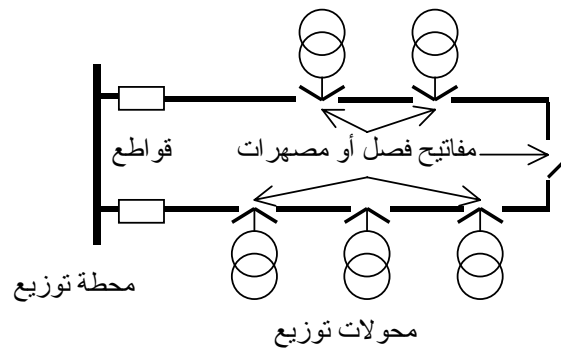 قواطع
مفاتيح فصل أو مصهرات
محطة توزيع
محولات توزيع